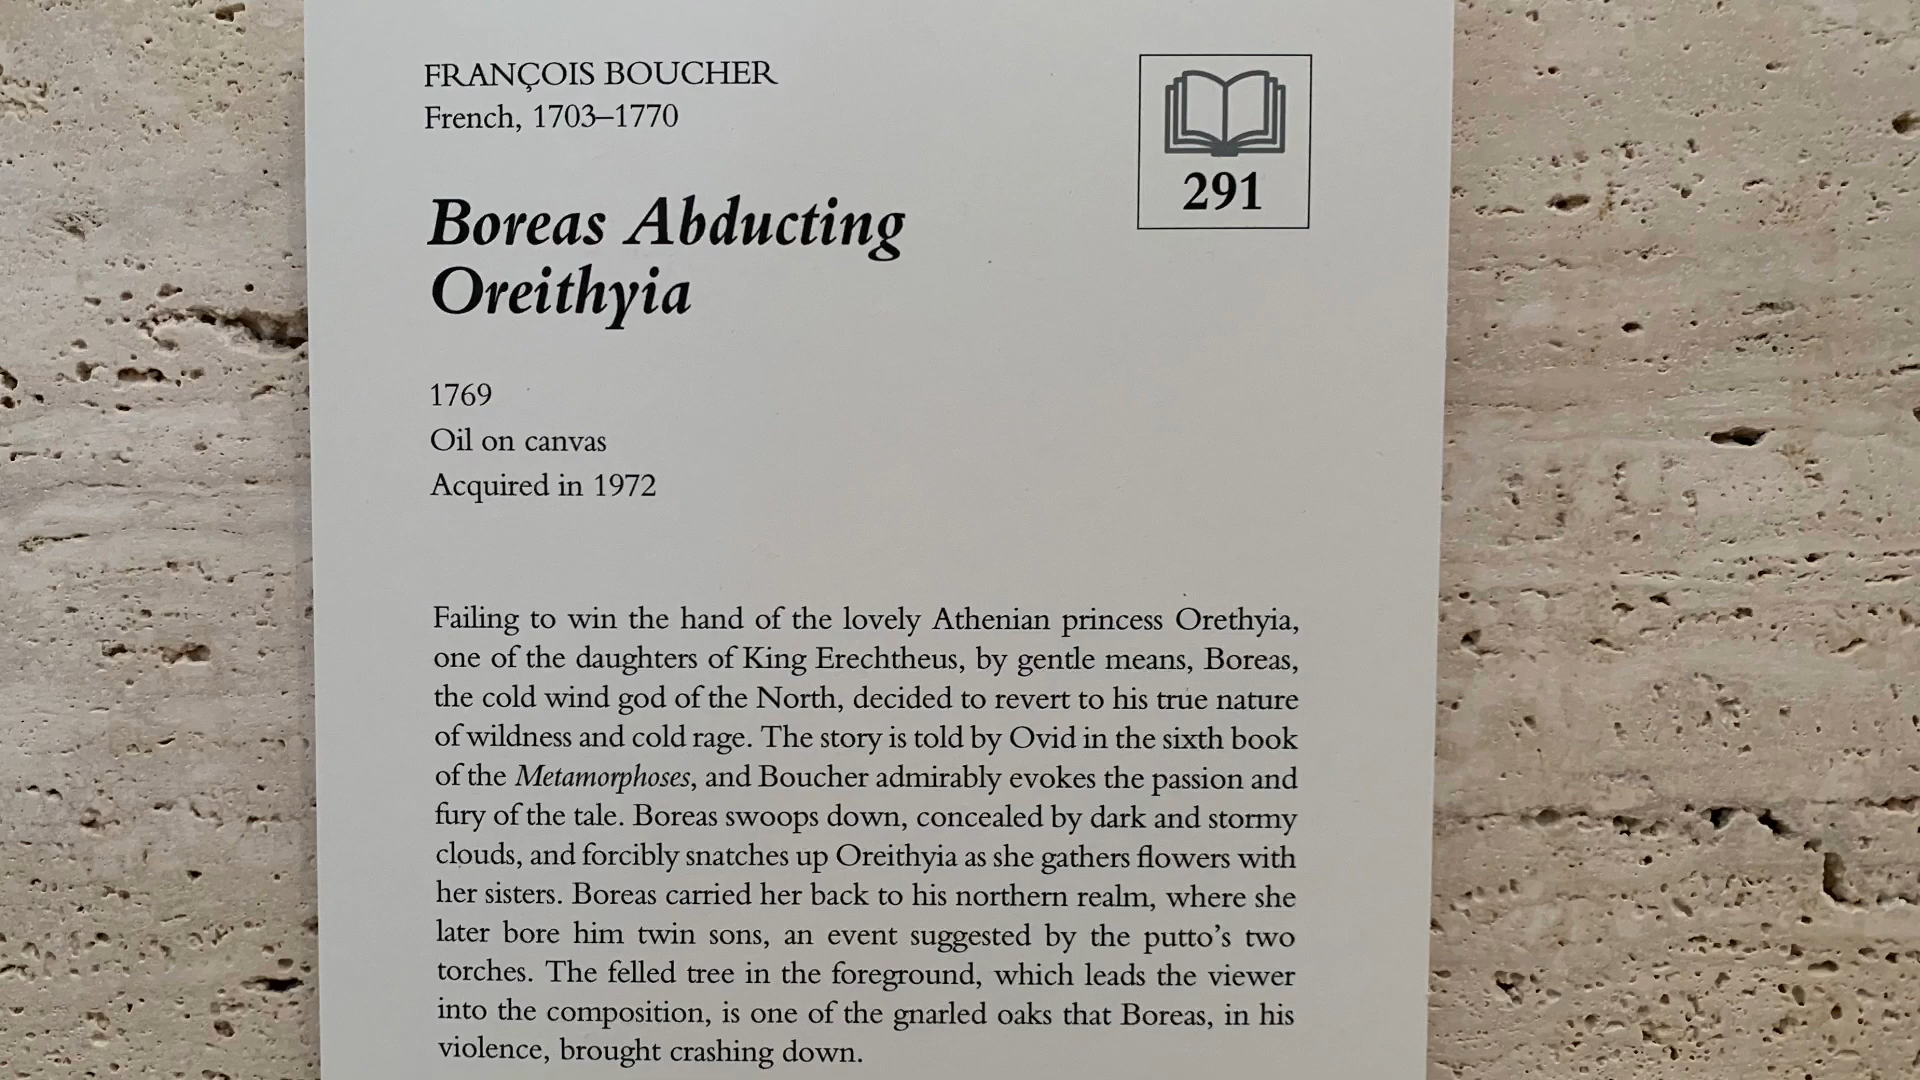 FRANÇOIS BOUCHER
French, 1703–1770
291
Boreas Abducting
Oreithyia
1769
Oil on canvas
Acquired in 1972
Failing to win the hand of the lovely Athenian princess Orethyia,
one of the daughters of King Erechtheus, by gentle means, Boreas,
the cold wind god of the North, decided to revert to his true nature
of wildness and cold rage. The story is told by Ovid in the sixth book
of the Metamorphoses, and Boucher admirably evokes the passion and
fury of the tale. Boreas swoops down, concealed by dark and stormy
clouds, and forcibly snatches up Oreithyia as she gathers flowers with
her sisters. Boreas carried her back to his northern realm, where she
later bore him twin sons, an event suggested by the putto’s two
torches. The felled tree in the foreground, which leads the viewer
into the composition, is one of the gnarled oaks that Boreas, in his
violence, brought crashing down.